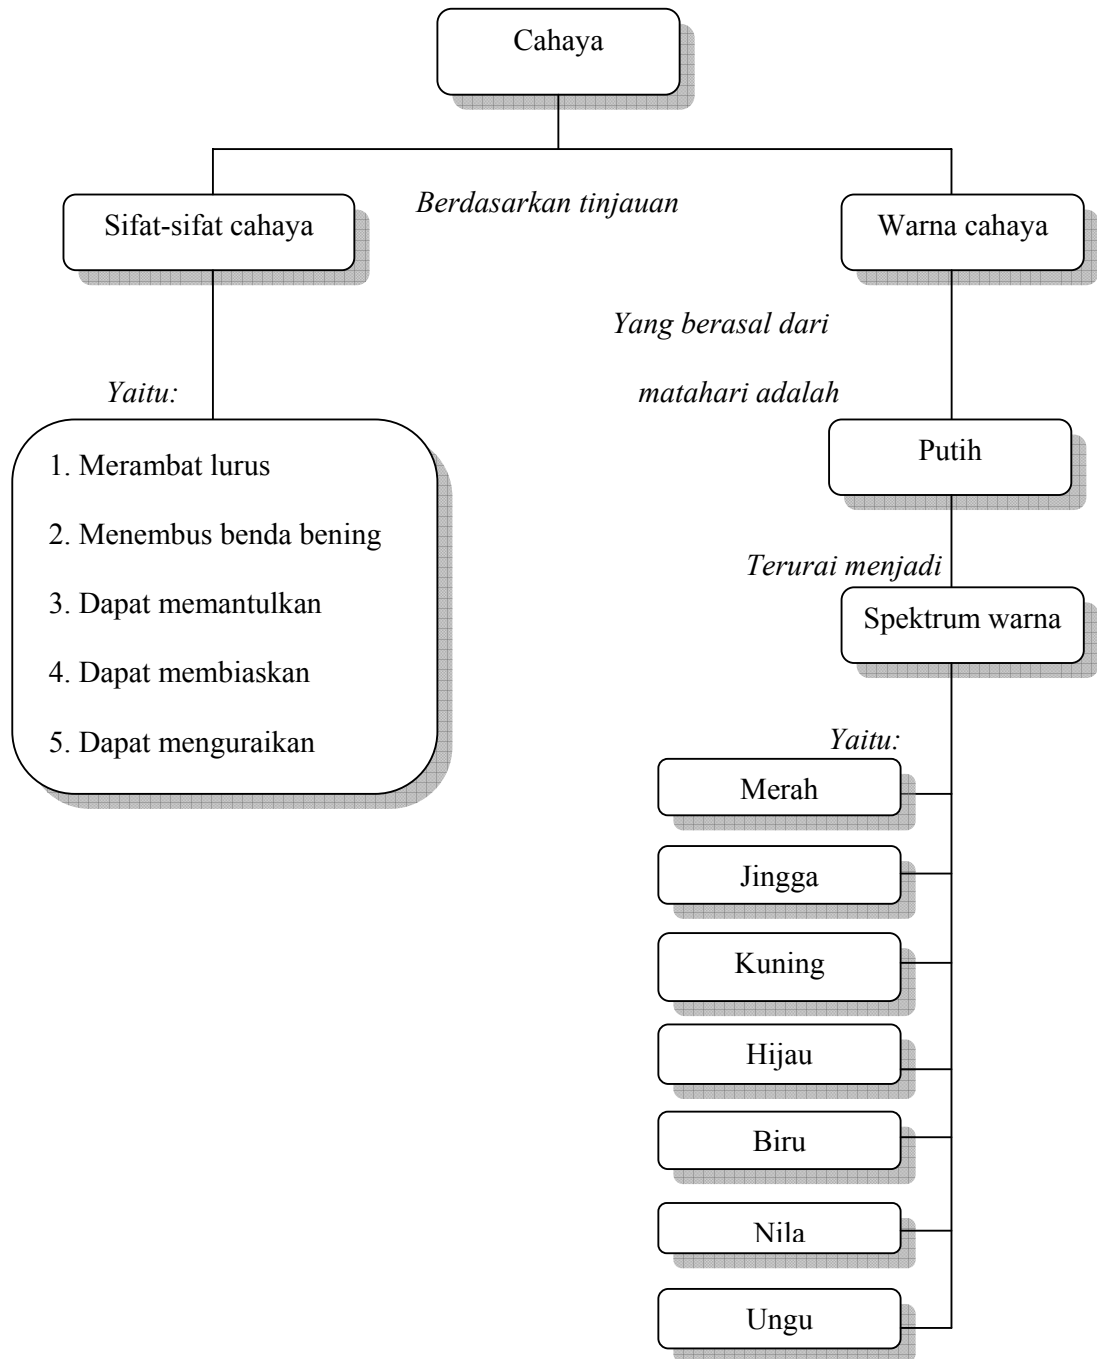 Cahaya
Berdasarkan tinjauan
Sifat-sifat cahaya
Warna cahaya
Yaitu:
1. Merambat lurus
2. Menembus benda bening
3. Dapat memantulkan
4. Dapat membiaskan
5. Dapat menguraikan
Yang berasal dari
matahari adalah
Putih
Terurai menjadi
Spektrum warna
Yaitu:
Merah
Jingga
Kuning
Hijau
Biru
Nila
Ungu